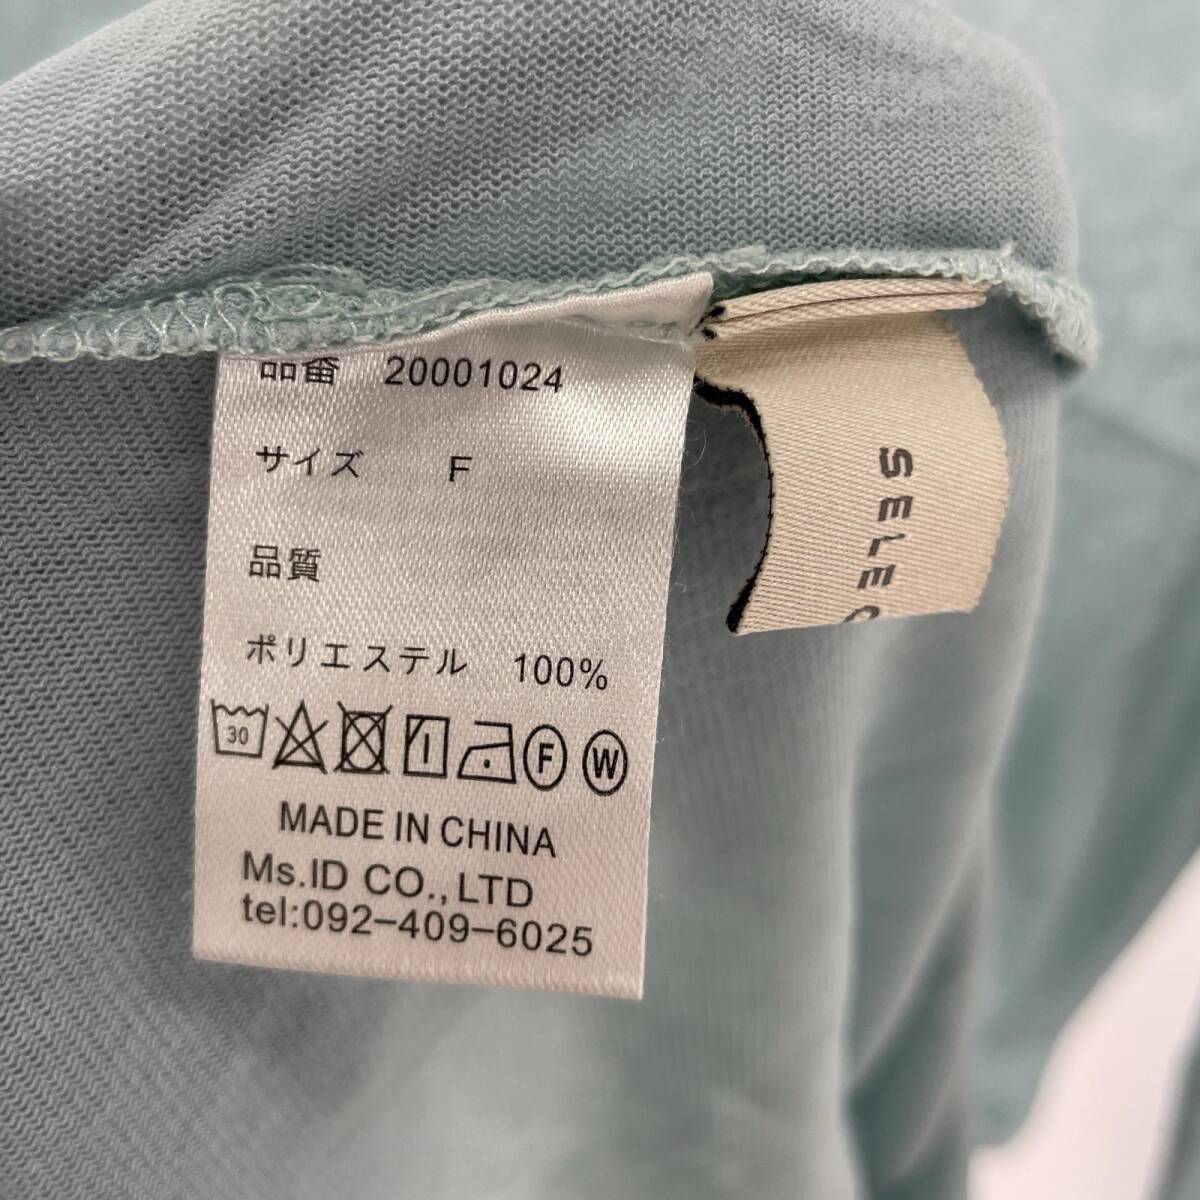 品番 20001024
サイズ F
品質
ポリエステル 100%
30 F W
MADE IN CHINA
Ms.ID CO.,LTD
tel:092-409-6025
SELEC